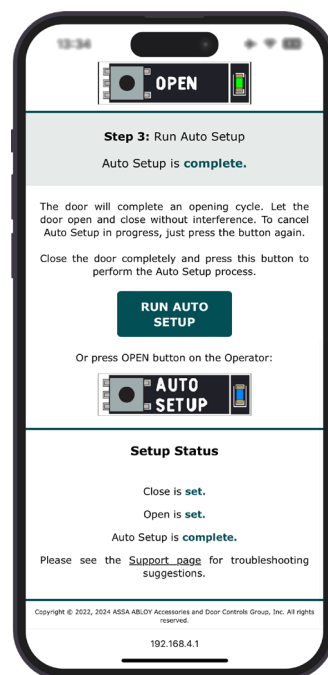 13:34
OPEN
Step 3: Run Auto Setup
Auto Setup is complete.
The door will complete an opening cycle. Let the
door open and close without interference. To cancel
Auto Setup in progress, just press the button again.
Close the door completely and press this button to
perform the Auto Setup process.
RUN AUTO
SETUP
Or press OPEN button on the Operator:
AUTO
SETUP
Setup Status
Close is set.
Open is set.
Auto Setup is complete.
Please see the Support page for troubleshooting
suggestions.
Copyright © 2022, 2024 ASSA ABLOY Accessories and Door Controls Group, Inc. All rights
reserved.
192.168.4.1